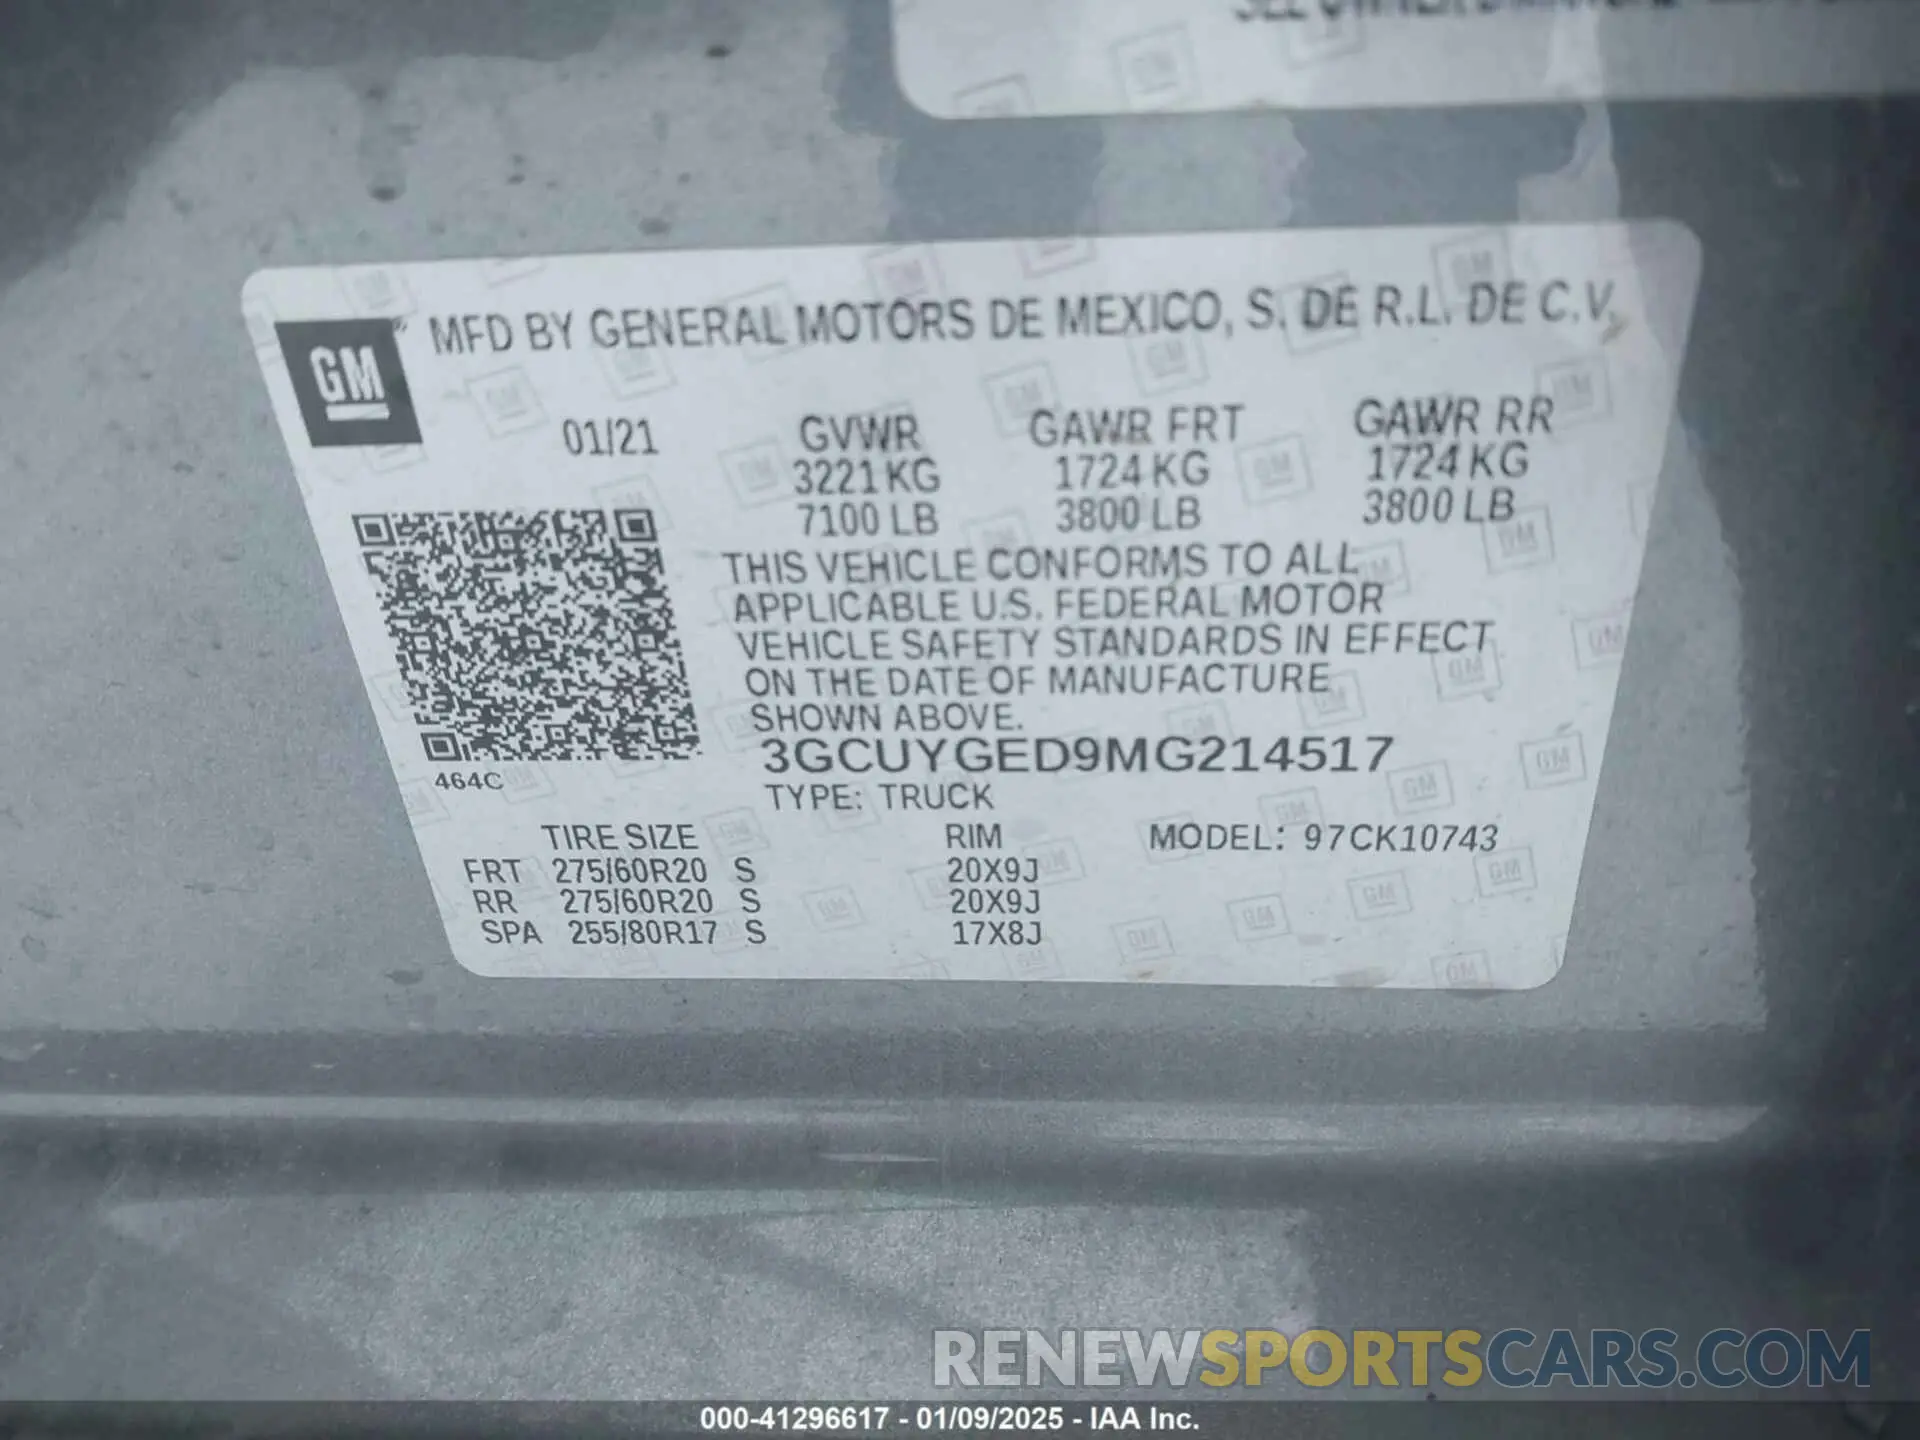 GM
MFD BY GENERAL MOTORS DE MEXICO, S. DE R.L. DE C.V.
01/21 GVWR GAWR FRT GAWR RR
3221 KG 1724 KG 1724 KG
7100 LB 3800 LB 3800 LB
THIS VEHICLE CONFORMS TO ALL
APPLICABLE U.S. FEDERAL MOTOR
VEHICLE SAFETY STANDARDS IN EFFECT
ON THE DATE OF MANUFACTURE
SHOWN ABOVE.
3GCUYGED9MG214517
464C
TYPE: TRUCK
TIRE SIZE RIM MODEL: 97CK10743
FRT 275/60R20 S 20X9J
RR 275/60R20 S 20X9J
SPA 255/80R17 S 17X8J
RENEWSPORTSCARS.COM
000-41296617 - 01/09/2025 - IAA Inc.